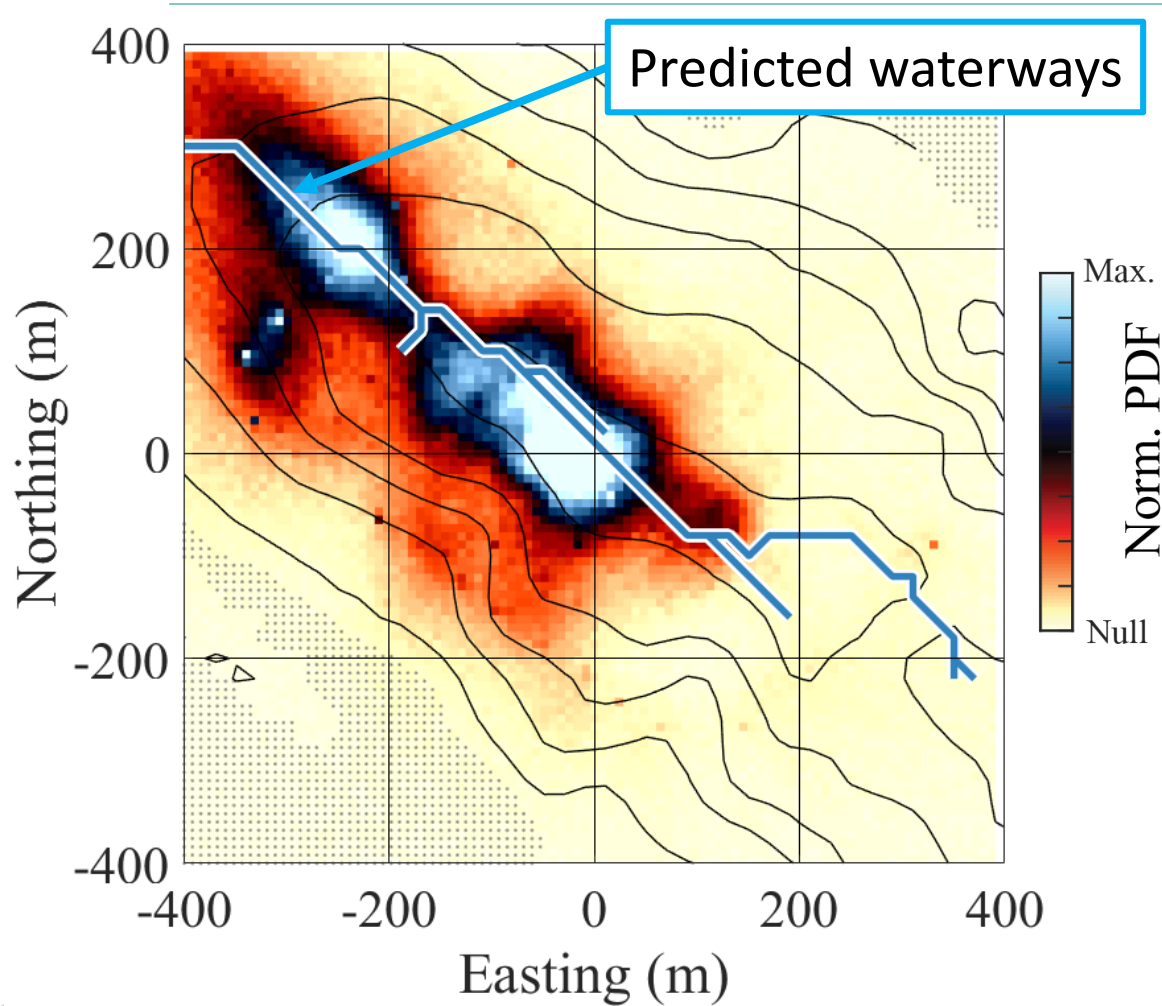 Predicted waterways
400
200
0
-200
-400
-400
-200
0
200
400
Northing (m)
Easting (m)
Max.
Null
Norm. PDF